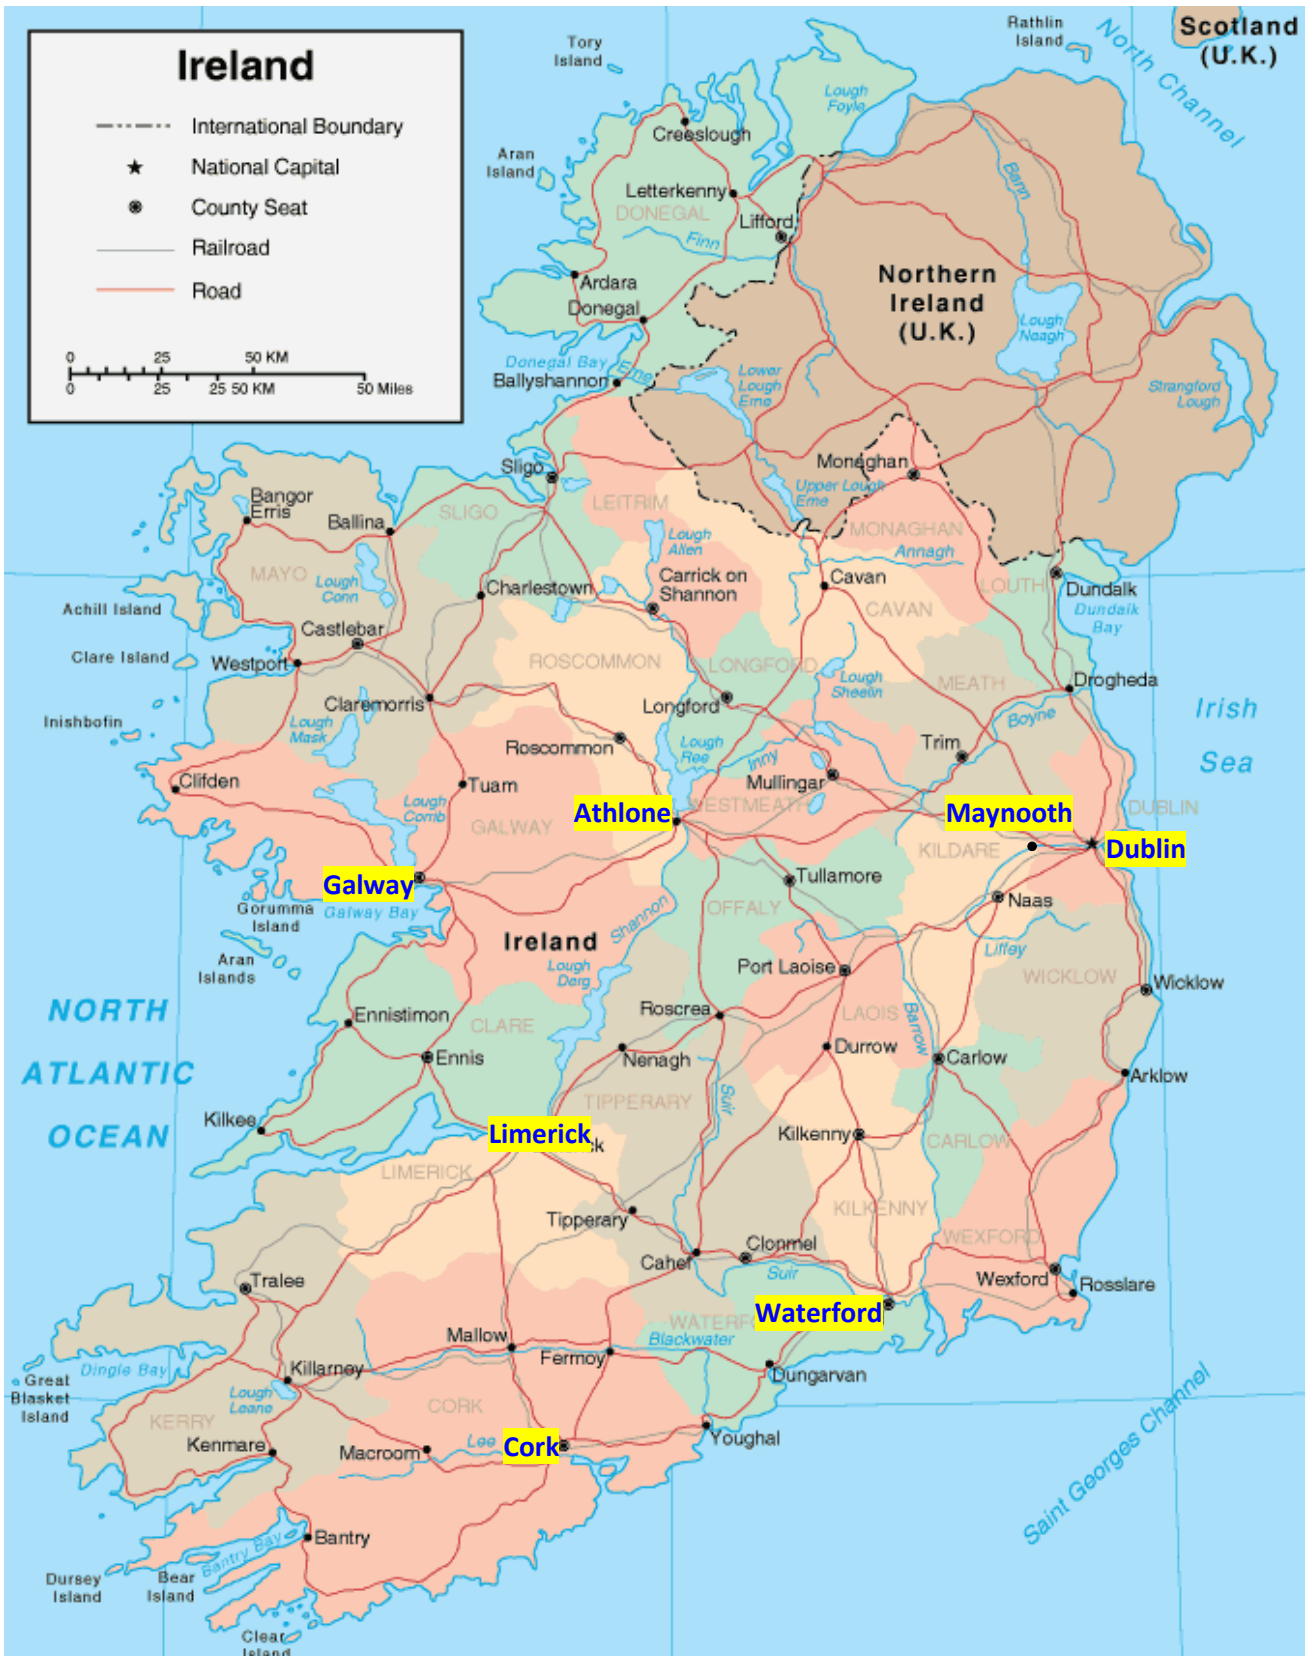 Ireland
International Boundary
National Capital
County Seat
Railroad
Road
0 25 50 KM
0 25 25 50 KM 50 Miles
Scotland
(U.K.)
Rathlin
Island
North Channel
Tory
Island
Lough
Foyle
Creeslough
Aran
Island
Letterkenny
DONEGAL
Lifford
Finn
Bann
Ardara
Donegal
Northern
Ireland
(U.K.)
Lough
Neagh
Donegal Bay
Erne
Ballyshannon
Lower
Lough
Erne
Strangford
Lough
Sligo
Monaghan
Upper Lough
Erne
Bangor
Erris
Ballina
SLIGO
LEITRIM
MONAGHAN
Annagh
MAYO
Lough
Conn
Lough
Allen
Charlestown
Carrick on
Shannon
Cavan
CAVAN
LOUTH
Dundalk
Dundalk
Bay
Achill Island
Castlebar
Clare Island
Westport
ROSCOMMON
LONGFORD
Lough
Sheelin
MEATH
Drogheda
Claremorris
Longford
Boyne
Irish
Sea
Inishbofin
Lough
Mask
Roscommon
Lough
Ree
Inny
Mullingar
Trim
Clifden
Tuam
Lough
Comb
GALWAY
Athlone
WESTMEATH
Maynooth
DUBLIN
KILDARE
Dublin
Galway
Tullamore
Naas
Gorumma
Island
Galway Bay
Shannon
OFFALY
Liffey
Ireland
Aran
Islands
Lough
Derg
Port Laoise
WICKLOW
Wicklow
NORTH
ATLANTIC
OCEAN
Ennistimon
CLARE
Roscrea
LAOIS
Barrow
Ennis
Nenagh
Durrow
Carlow
Arklow
TIPPERARY
Suir
Kilkee
Limerick
ck
Kilkenny
CARLOW
LIMERICK
Tipperary
KILKENNY
WEXFORD
Cahef
Clonmel
Suir
Tralee
Wexford
Rosslare
WATERFO
Waterford
Mallow
Blackwater
Fermoy
Dungarvan
Dingle Bay
Great
Blasket
Island
Killarney
Lough
Leane
KERRY
CORK
Kenmare
Macroom
Lee
Cork
Youghal
Saint Georges Channel
Bantry
Bantry Bay
Dursey
Island
Bear
Island
Clear
Island